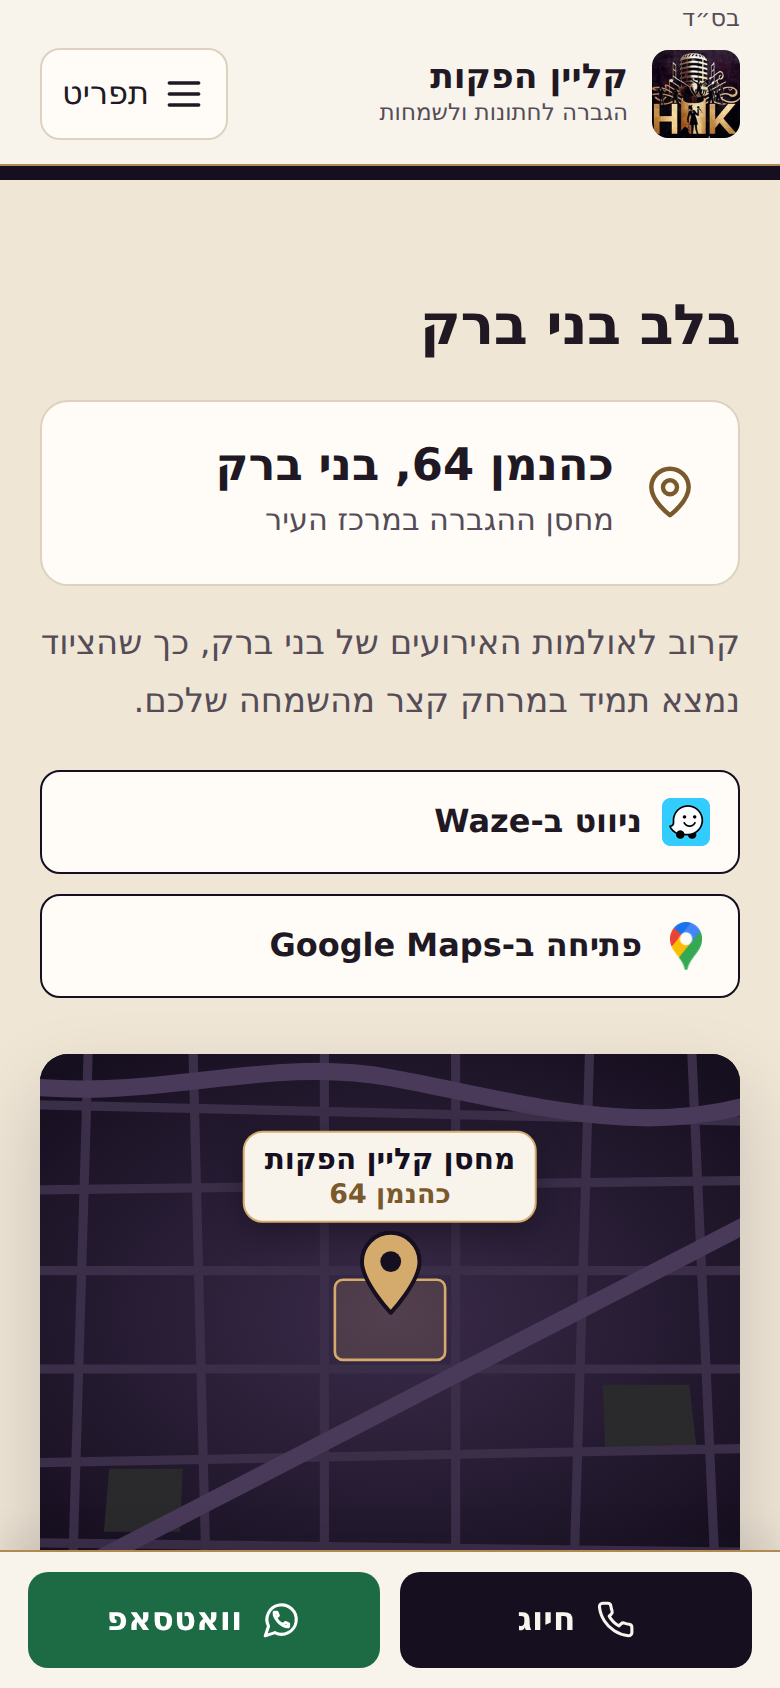 בס״ד
קליין הפקות
הגברה לחתונות ולשמחות
תפריט
HK
בלב בני ברק
כהנמן 64, בני ברק
מחסן ההגברה במרכז העיר
קרוב לאולמות האירועים של בני ברק, כך שהציוד
נמצא תמיד במרחק קצר מהשמחה שלכם.
ניווט ב-Waze
פתיחה ב-Google Maps
מחסן קליין הפקות
כהנמן 64
חיוג
וואטסאפ